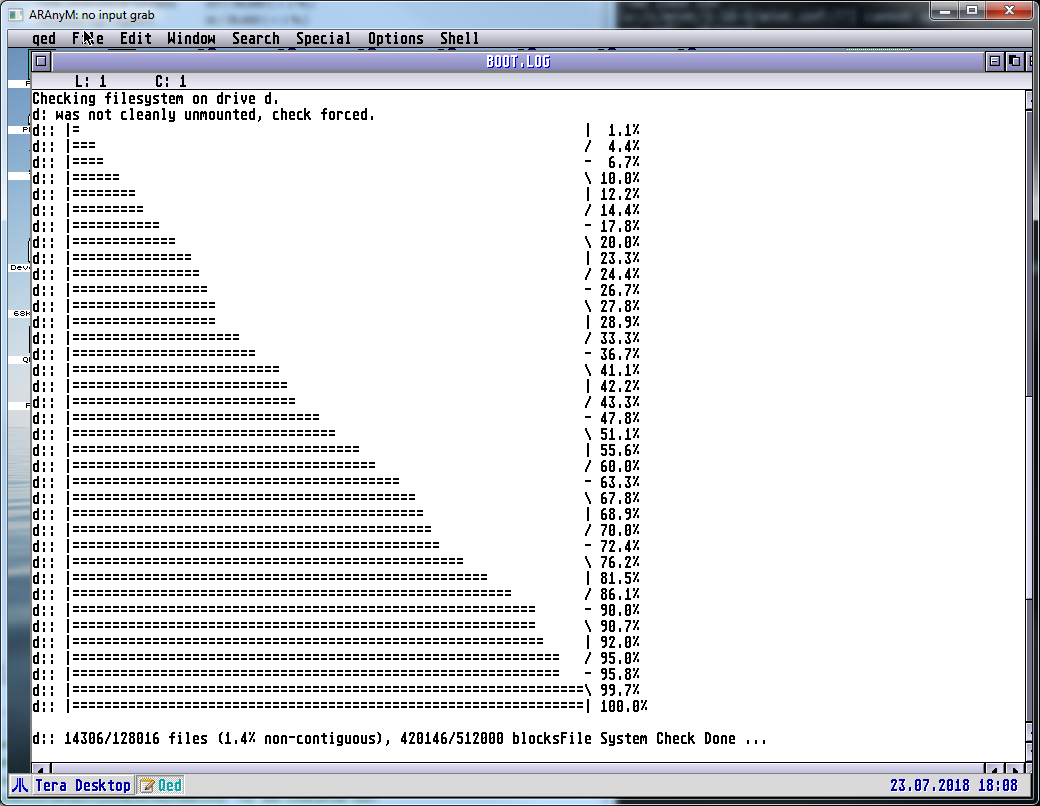 ARAnyM: no input grab
qed File Edit Window Search Special Options Shell
BOOT.LOG
L: 1 C: 1
Checking filesystem on drive d.
d: was not cleanly unmounted, check forced.
d:: |= | 1.1%
d:: |=== / 4.4%
d:: |==== - 6.7%
d:: |====== \ 10.0%
d:: |======== | 12.2%
d:: |========= / 14.4%
d:: |=========== - 17.8%
d:: |============= \ 20.0%
d:: |=============== | 23.3%
d:: |================ / 24.4%
d:: |================= - 26.7%
d:: |================== \ 27.8%
d:: |================== | 28.9%
d:: |===================== / 33.3%
d:: |======================= - 36.7%
d:: |========================== \ 41.1%
d:: |=========================== | 42.2%
d:: |============================ / 43.3%
d:: |=============================== - 47.8%
d:: |================================= \ 51.1%
d:: |==================================== | 55.6%
d:: |====================================== / 60.0%
d:: |========================================= - 63.3%
d:: |=========================================== \ 67.8%
d:: |============================================ | 68.9%
d:: |============================================= / 70.0%
d:: |============================================== - 72.4%
d:: |================================================= \ 76.2%
d:: |==================================================== | 81.5%
d:: |======================================================= / 86.1%
d:: |========================================================== - 90.0%
d:: |========================================================== \ 90.7%
d:: |=========================================================== | 92.0%
d:: |============================================================= / 95.0%
d:: |============================================================= - 95.8%
d:: |================================================================\ 99.7%
d:: |================================================================| 100.0%
d:: 14306/128016 files (1.4% non-contiguous), 420146/512000 blocksFile System Check Done ...
Tera Desktop Qed 23.07.2018 18:08